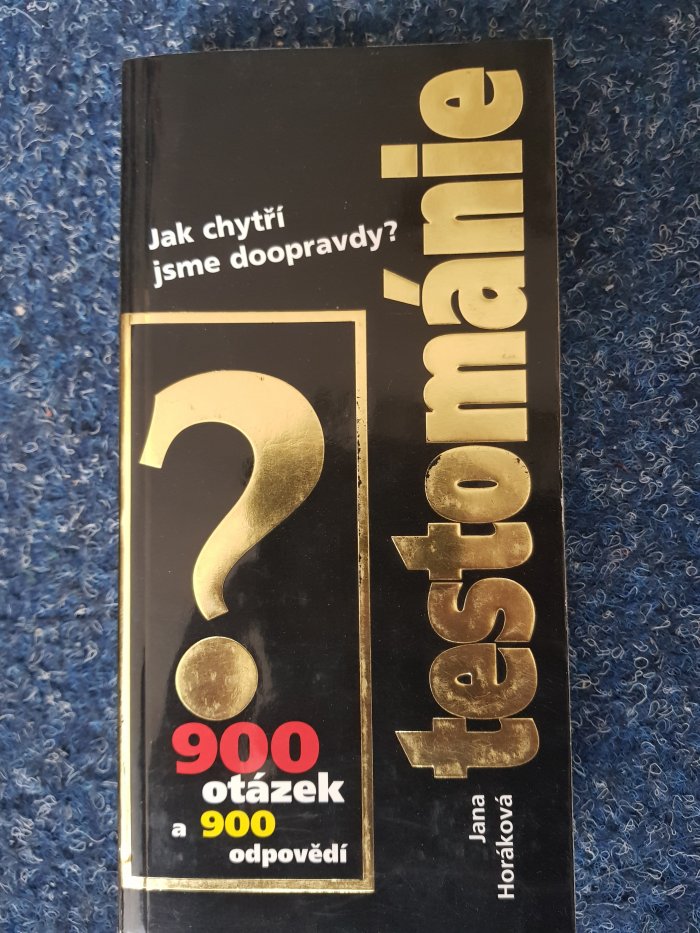 Jak chytří
jsme doopravdy?
testománie
?
900
otázek
a 900
odpovědí
Jana
Horáková